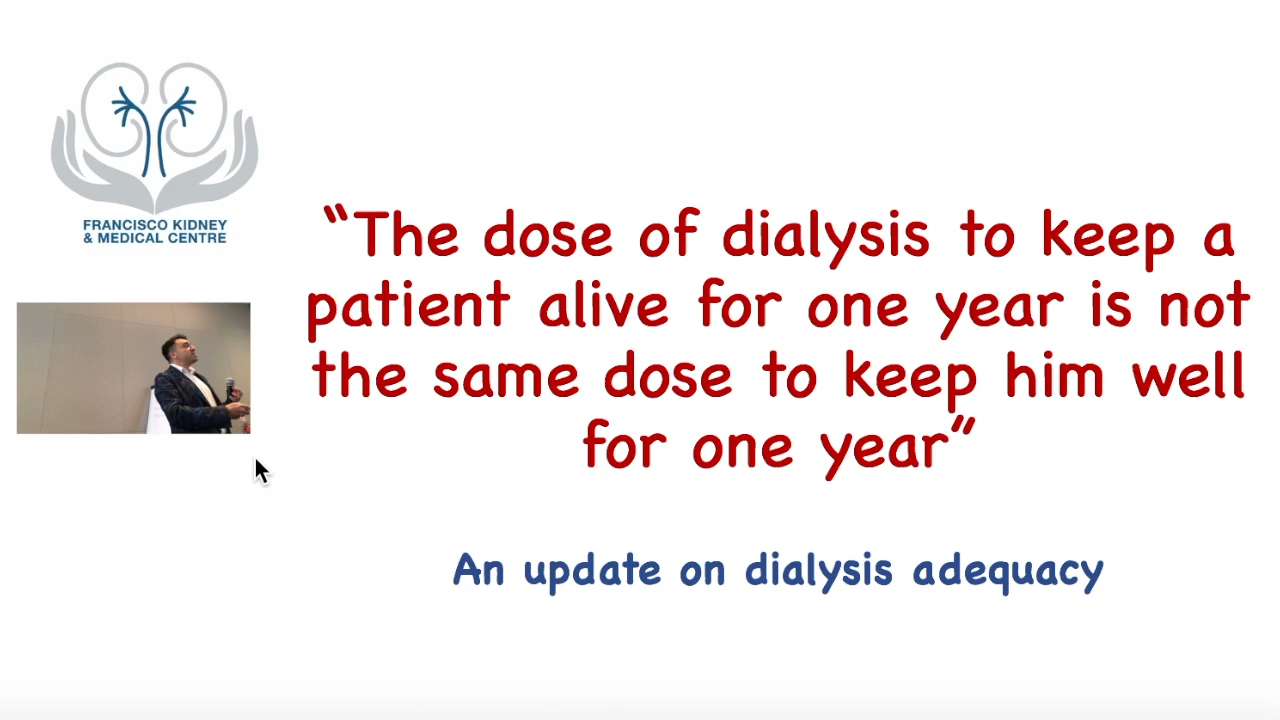 FRANCISCO KIDNEY
& MEDICAL CENTRE
“The dose of dialysis to keep a
patient alive for one year is not
the same dose to keep him well
for one year”
An update on dialysis adequacy